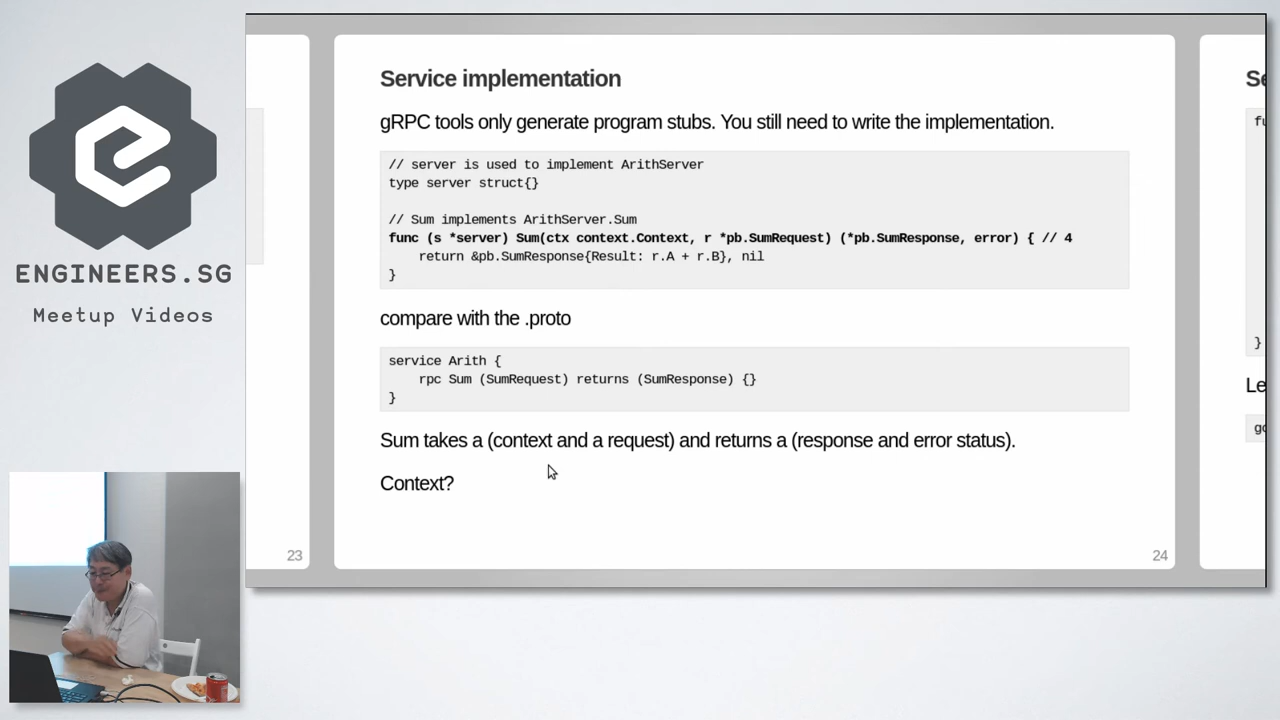 ENGINEERS.SG
Meetup Videos
23
Service implementation
gRPC tools only generate program stubs. You still need to write the implementation.
// server is used to implement ArithServer
type server struct{}
// Sum implements ArithServer.Sum
func (s *server) Sum(ctx context.Context, r *pb.SumRequest) (*pb.SumResponse, error) { // 4
return &pb.SumResponse{Result: r.A + r.B}, nil
}
compare with the .proto
service Arith {
rpc Sum (SumRequest) returns (SumResponse) {}
}
Sum takes a (context and a request) and returns a (response and error status).
Context?
24
Se
fu
}
Le
go